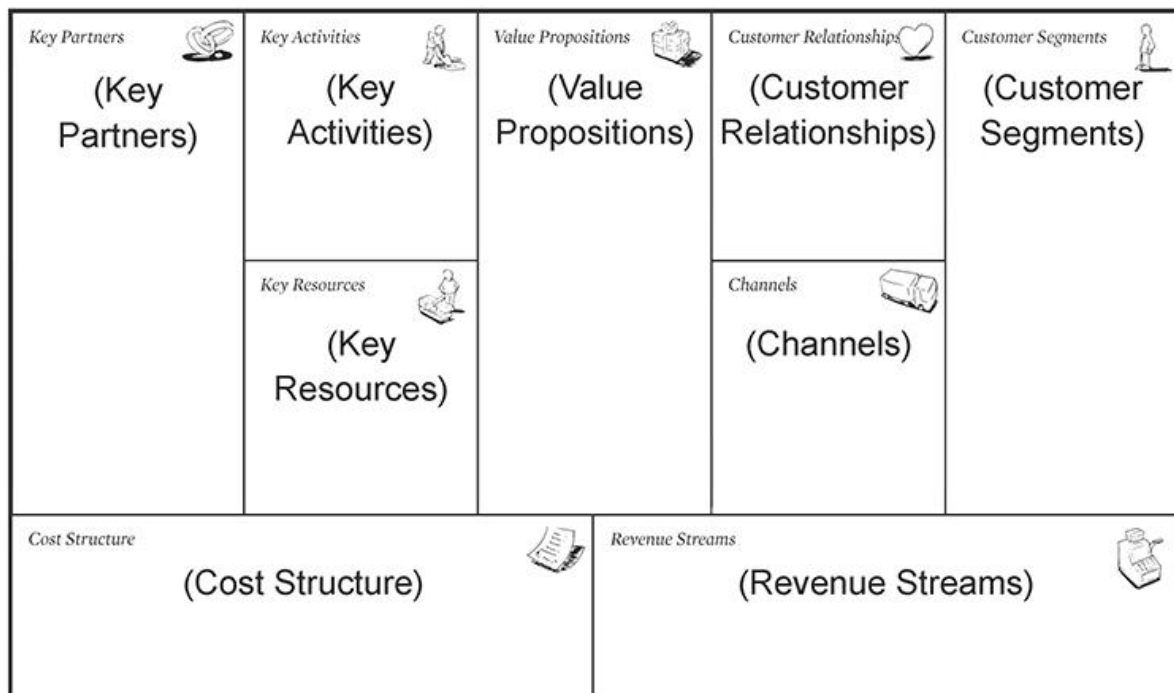 Key Partners
(Key
Partners)
Key Activities
(Key
Activities)
Key Resources
(Key
Resources)
Value Propositions
(Value
Propositions)
Customer Relationships
(Customer
Relationships)
Channels
(Channels)
Customer Segments
(Customer
Segments)
Cost Structure
(Cost Structure)
Revenue Streams
(Revenue Streams)